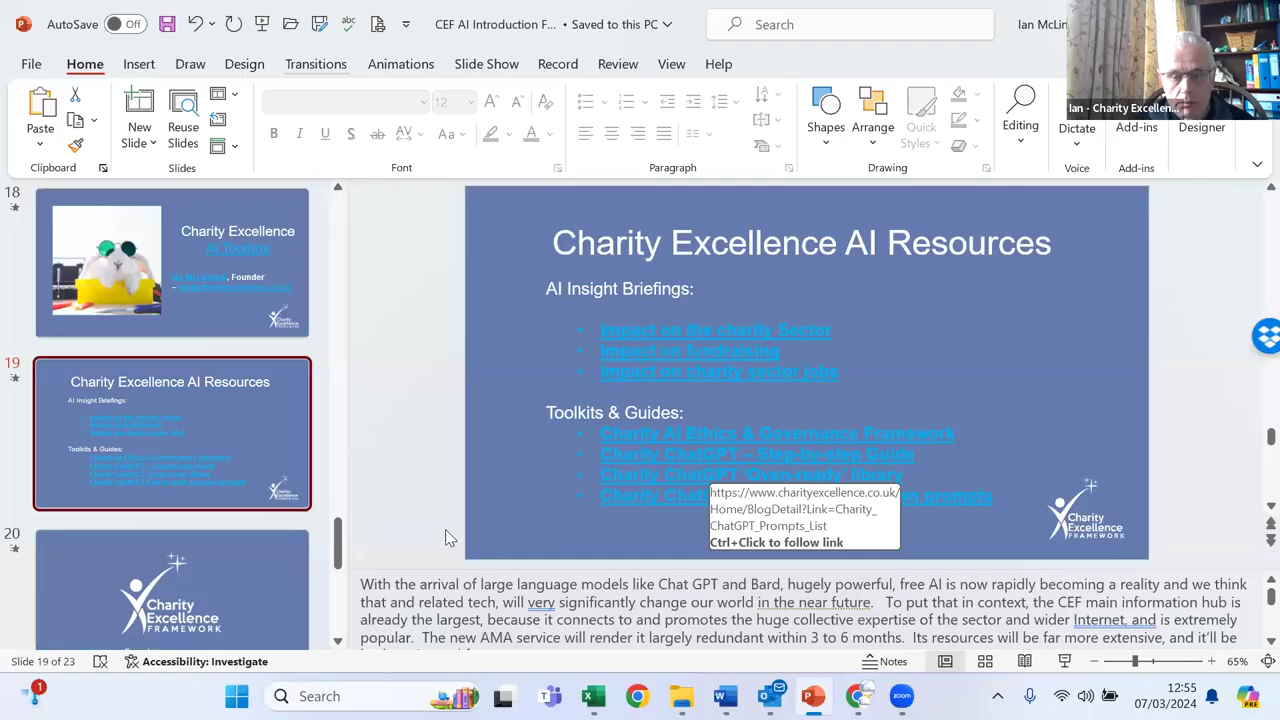 AutoSave
Off
CEF AI Introduction F... • Saved to this PC
Search
Ian McLin
File
Home
Insert
Draw
Design
Transitions
Animations
Slide Show
Record
Review
View
Help
Ian - Charity Excellen...
12
Paste
New
Slide
Reuse
Slides
Shapes
Arrange
Quick
Styles
Editing
Dictate
Add-ins
Designer
Clipboard
Slides
Font
Paragraph
Drawing
Voice
Add-ins
18
Charity Excellence
AI Toolbox
, Founder
19
Charity Excellence AI Resources
AI Insight Briefings:
Toolkits & Guides:
20
Charity
Excellence
FRAMEWORK
Charity Excellence AI Resources
AI Insight Briefings:
• Impact on the charity Sector
• Impact on fundraising
• Impact on charity sector jobs
Toolkits & Guides:
• Charity AI Ethics & Governance Framework
• Charity ChatGPT – Step-by-step Guide
• Charity ChatGPT 'Oven-ready' library
• Charity prompts
https://www.charityexcellence.co.uk/
Home/BlogDetail?Link=Charity_
ChatGPT_Prompts_List
Ctrl+Click to follow link
Charity
Excellence
FRAMEWORK
With the arrival of large language models like Chat GPT and Bard, hugely powerful, free AI is now rapidly becoming a reality and we think
that and related tech, will very significantly change our world in the near future. To put that in context, the CEF main information hub is
already the largest, because it connects to and promotes the huge collective expertise of the sector and wider Internet, and is extremely
popular. The new AMA service will render it largely redundant within 3 to 6 months. Its resources will be far more extensive, and it'll be
Slide 19 of 23
Accessibility: Investigate
Notes
65%
1
Search
12:55
07/03/2024
zoom
PRE